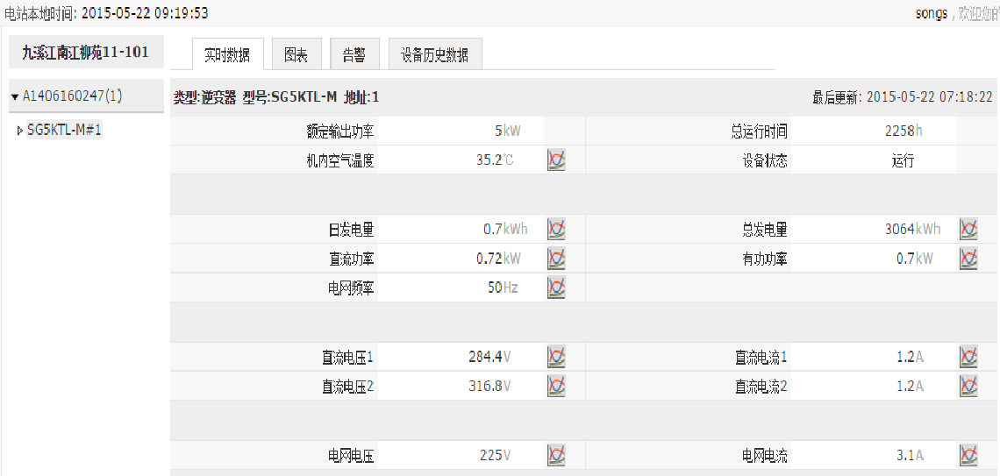 电站本地时间: 2015-05-22 09:19:53 songs , 欢迎您的
九溪江南江柳苑11-101 实时数据 图表 告警 设备历史数据
A1406160247(1)
SG5KTL-M#1
类型:逆变器 型号:SG5KTL-M 地址:1 最后更新: 2015-05-22 07:18:22
额定输出功率 5kW 总运行时间 2258h
机内空气温度 35.2℃ 设备状态 运行
日发电量 0.7kWh 总发电量 3064kWh
直流功率 0.72kW 有功功率 0.7kW
电网频率 50Hz
直流电压1 284.4V 直流电流1 1.2A
直流电压2 316.8V 直流电流2 1.2A
电网电压 225V 电网电流 3.1A